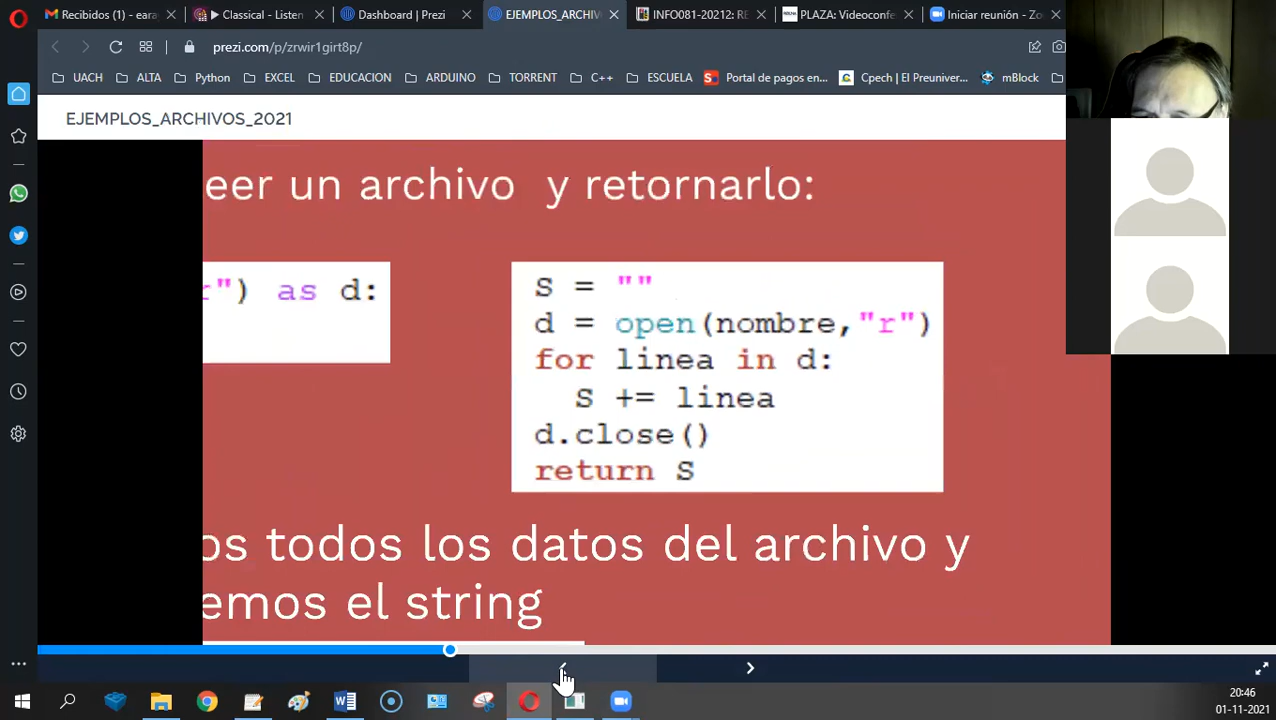 Recibidos (1) - earaj
Classical - Listen
Dashboard | Prezi
EJEMPLOS_ARCHIV
INFO081-20212: RE
PLAZA: Videoconfe
Iniciar reunión - Zo
prezi.com/p/zrwir1girt8p/
UACH
ALTA
Python
EXCEL
EDUCACION
ARDUINO
TORRENT
C++
ESCUELA
Portal de pagos en...
Cpech | El Preuniver...
mBlock
EJEMPLOS_ARCHIVOS_2021
eer un archivo y retornarlo:
r") as d:
S = ""
d = open(nombre,"r")
for linea in d:
S += linea
d.close()
return S
os todos los datos del archivo y
emos el string
20:46
01-11-2021